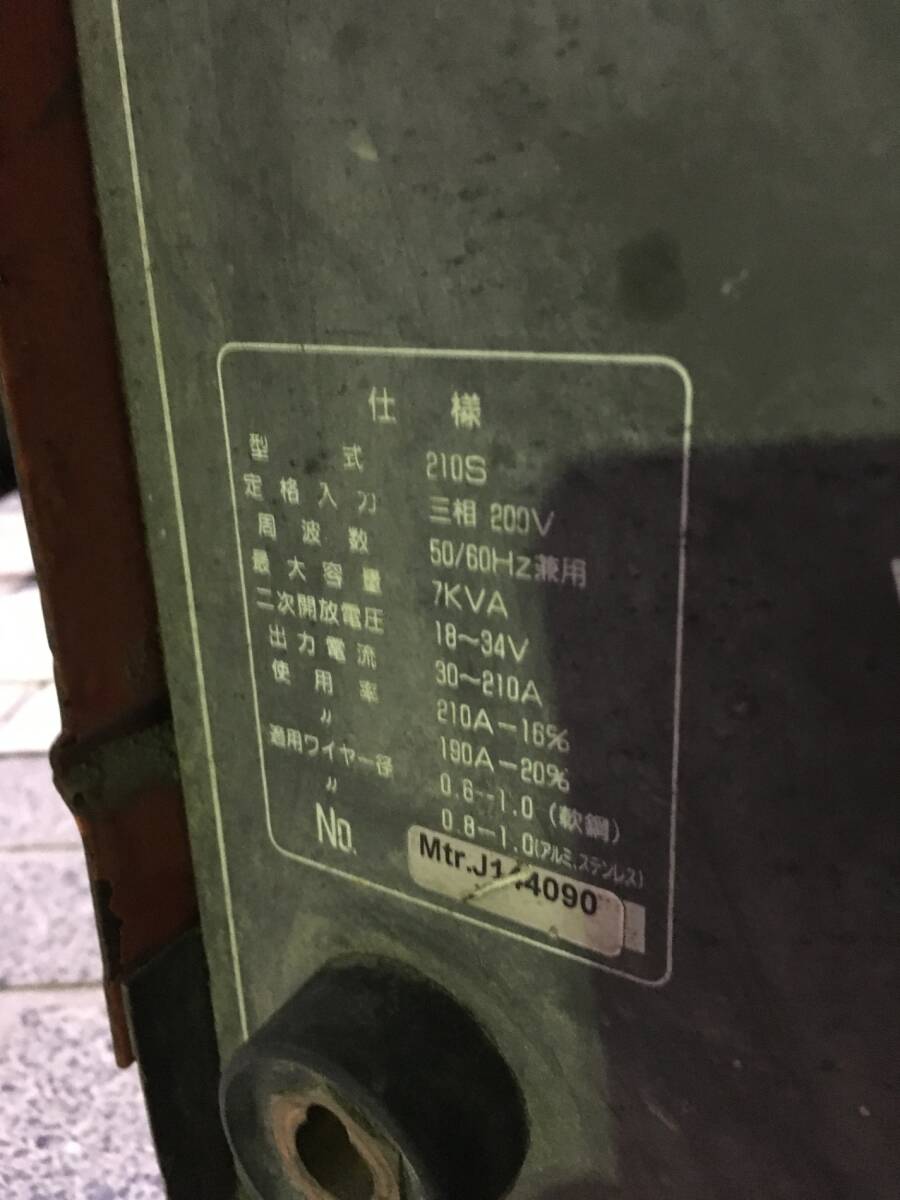 仕様
型式 210S
定格入力 三相 200V
周波数 50/60Hz兼用
最大容量 7KVA
二次開放電圧 18~34V
出力電流 30~210A
使用率 210A-16%
〃 190A-20%
適用ワイヤー径 0.6-1.0 (軟鋼)
〃 0.8-1.0(アルミ,ステンレス)
No. Mtr.J144090